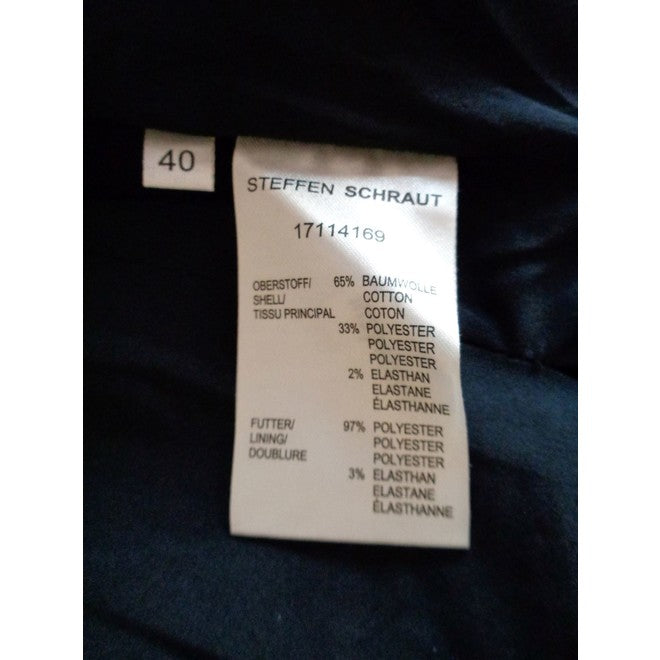 40
STEFFEN SCHRAUT
17114169
OBERSTOFF/ 65% BAUMWOLLE
SHELL/ COTTON
TISSU PRINCIPAL COTON
33% POLYESTER
POLYESTER
POLYESTER
2% ELASTHAN
ELASTANE
ÉLASTHANNE
FUTTER/ 97% POLYESTER
LINING/ POLYESTER
DOUBLURE POLYESTER
3% ELASTHAN
ELASTANE
ÉLASTHANNE